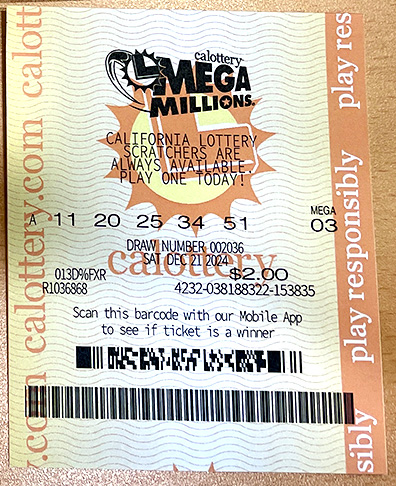 calottery
MEGA
MILLIONS
CALIFORNIA LOTTERY
SCRATCHERS ARE
ALWAYS AVAILABLE.
PLAY ONE TODAY!
MEGA
A 11 20 25 34 51 03
DRAW NUMBER 002036
SAT DEC 21 2024
calottery
013D%FXR $2.00
R1036868 4232-038188322-153835
Scan this barcode with our Mobile App
to see if ticket is a winner
calott
calottery.com
.com
play res
play responsibly
sibly